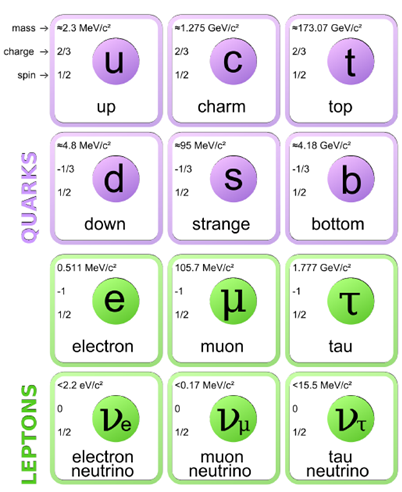 mass → ≈2.3 MeV/c² ≈1.275 GeV/c² ≈173.07 GeV/c²
charge → 2/3 2/3 2/3
spin → 1/2 1/2 1/2
u c t
up charm top
QUARKS
≈4.8 MeV/c² ≈95 MeV/c² ≈4.18 GeV/c²
-1/3 -1/3 -1/3
1/2 1/2 1/2
d s b
down strange bottom
0.511 MeV/c² 105.7 MeV/c² 1.777 GeV/c²
-1 -1 -1
1/2 1/2 1/2
e μ τ
electron muon tau
LEPTONS
<2.2 eV/c² <0.17 MeV/c² <15.5 MeV/c²
0 0 0
1/2 1/2 1/2
νe νμ ντ
electron muon tau
neutrino neutrino neutrino